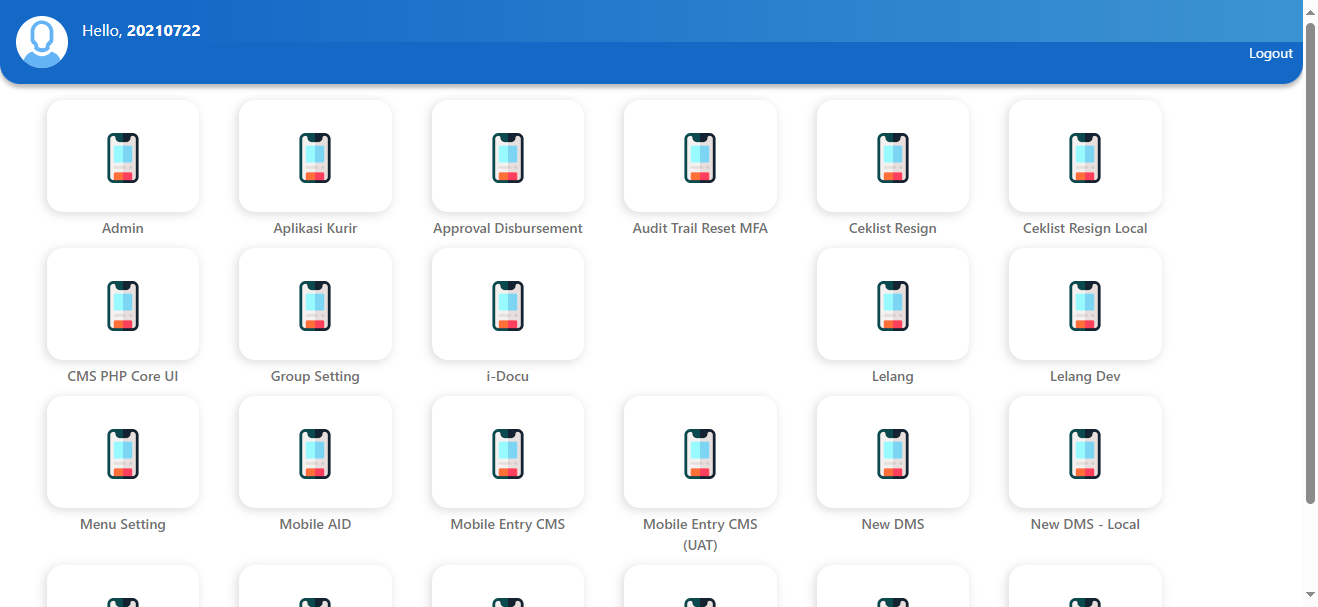 Hello, 20210722
Logout
Admin
Aplikasi Kurir
Approval Disbursement
Audit Trail Reset MFA
Ceklist Resign
Ceklist Resign Local
CMS PHP Core UI
Group Setting
i-Docu
Lelang
Lelang Dev
Menu Setting
Mobile AID
Mobile Entry CMS
Mobile Entry CMS
(UAT)
New DMS
New DMS - Local